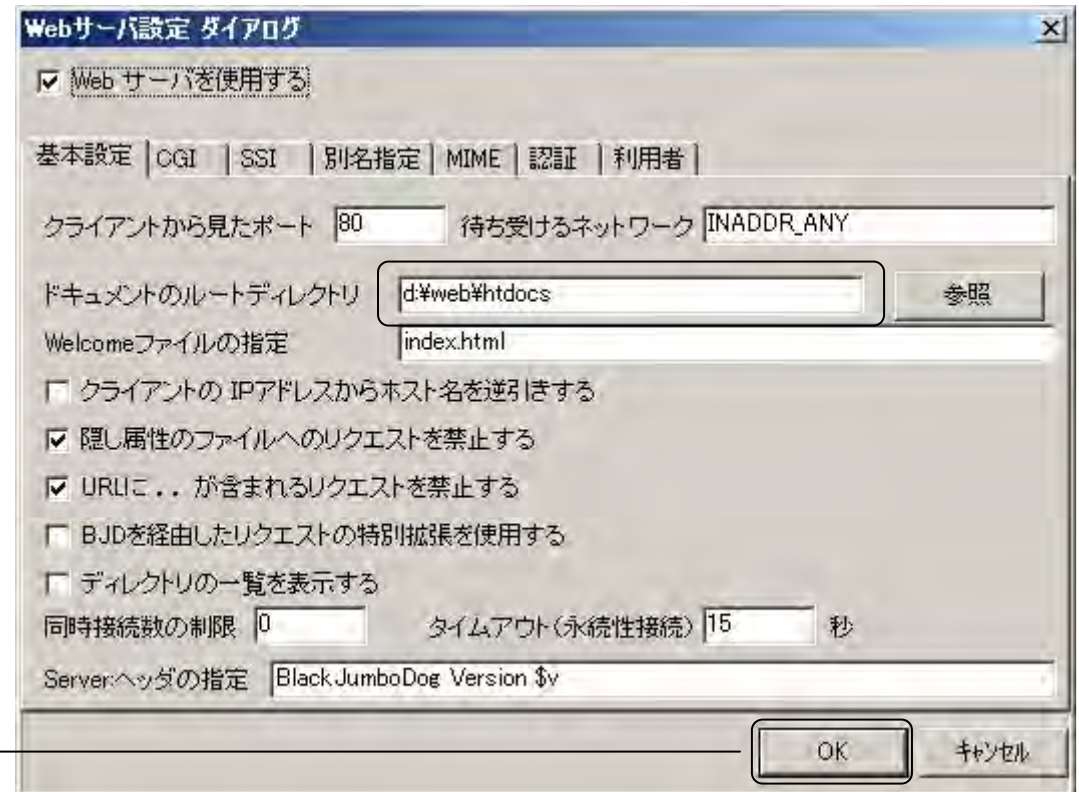 Webサーバ設定 ダイアログ
Web サーバを使用する
基本設定 CGI SSI 別名指定 MIME 認証 利用者
クライアントから見たポート 80 待ち受けるネットワーク INADDR_ANY
ドキュメントのルートディレクトリ d:¥web¥htdocs 参照
Welcomeファイルの指定 index.html
クライアントの IPアドレスからホスト名を逆引きする
隠し属性のファイルへのリクエストを禁止する
URLに．．が含まれるリクエストを禁止する
BJDを経由したリクエストの特別拡張を使用する
ディレクトリの一覧を表示する
同時接続数の制限 0 タイムアウト(永続性接続) 15 秒
Server:ヘッダの指定 BlackJumboDog Version $v
OK キャンセル